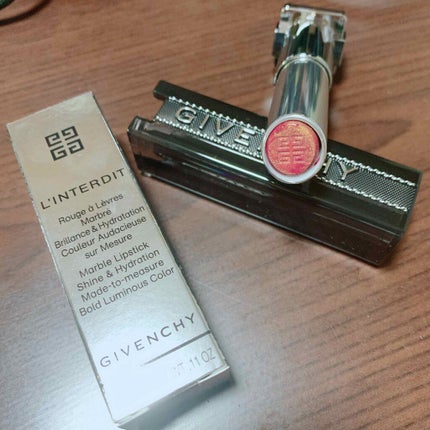 L'INTERDIT
Rouge à Lèvres
Marbré
Brillance & Hydratation
Couleur Audacieuse
sur Mesure
Marble Lipstick
Shine & Hydration
Made-to-measure
Bold Luminous Color
GIVENCHY
WT. .11 OZ
GIVENCHY